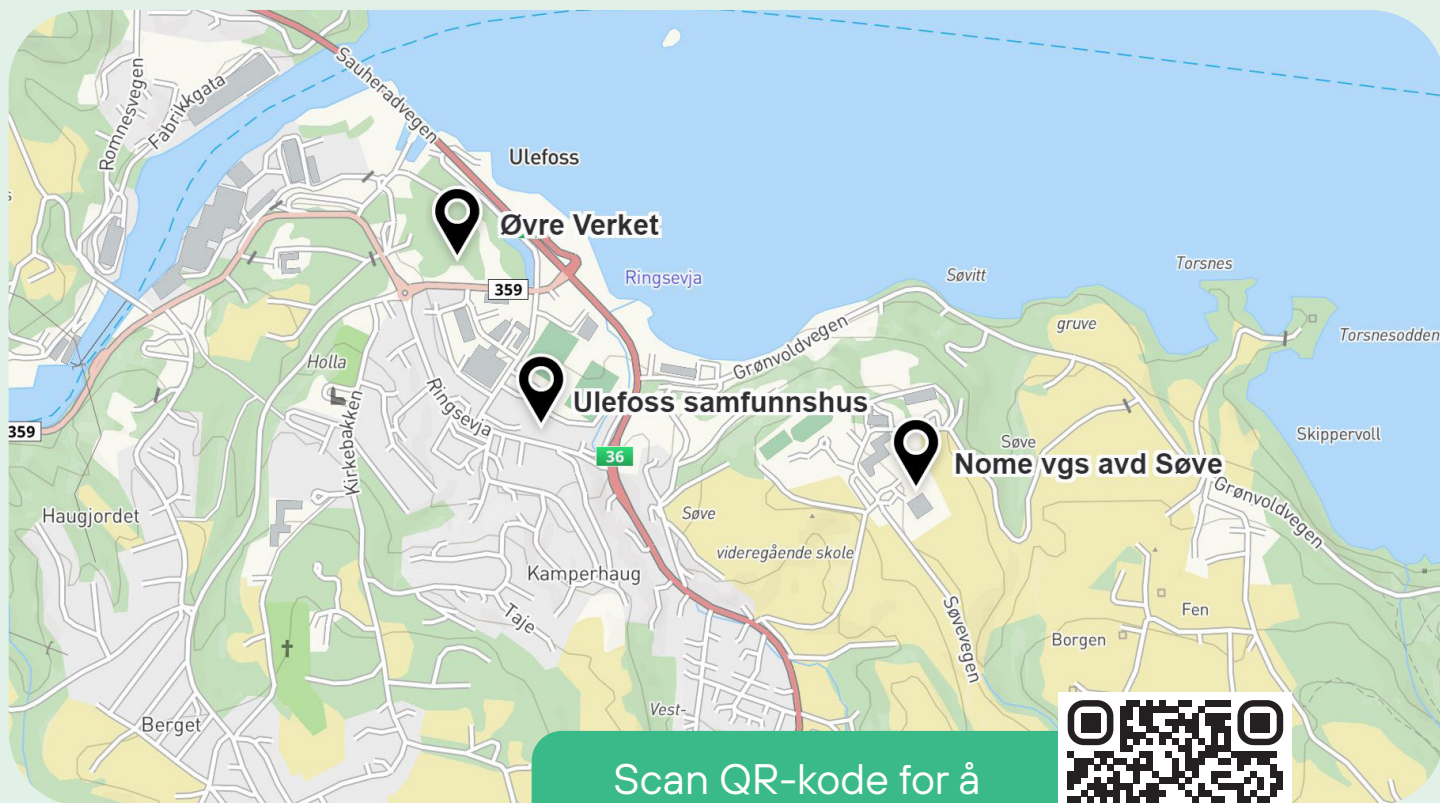 Sauheradvegen
Romnesvegen
Fabrikkgata
Ulefoss
Øvre Verket
Ringsevja
359
Søvitt
Torsnes
Torsnesodden
gruve
Grønvoldvegen
Holla
Ringsevja
Kirkebakken
Ulefoss samfunnshus
359
36
Søve
Skippervoll
Nome vgs avd Søve
Grønvoldvegen
Haugjordet
Søve
videregående skole
Kamperhaug
Taje
Søvevegen
Fen
Borgen
Berget
Vest-
Scan QR-kode for å